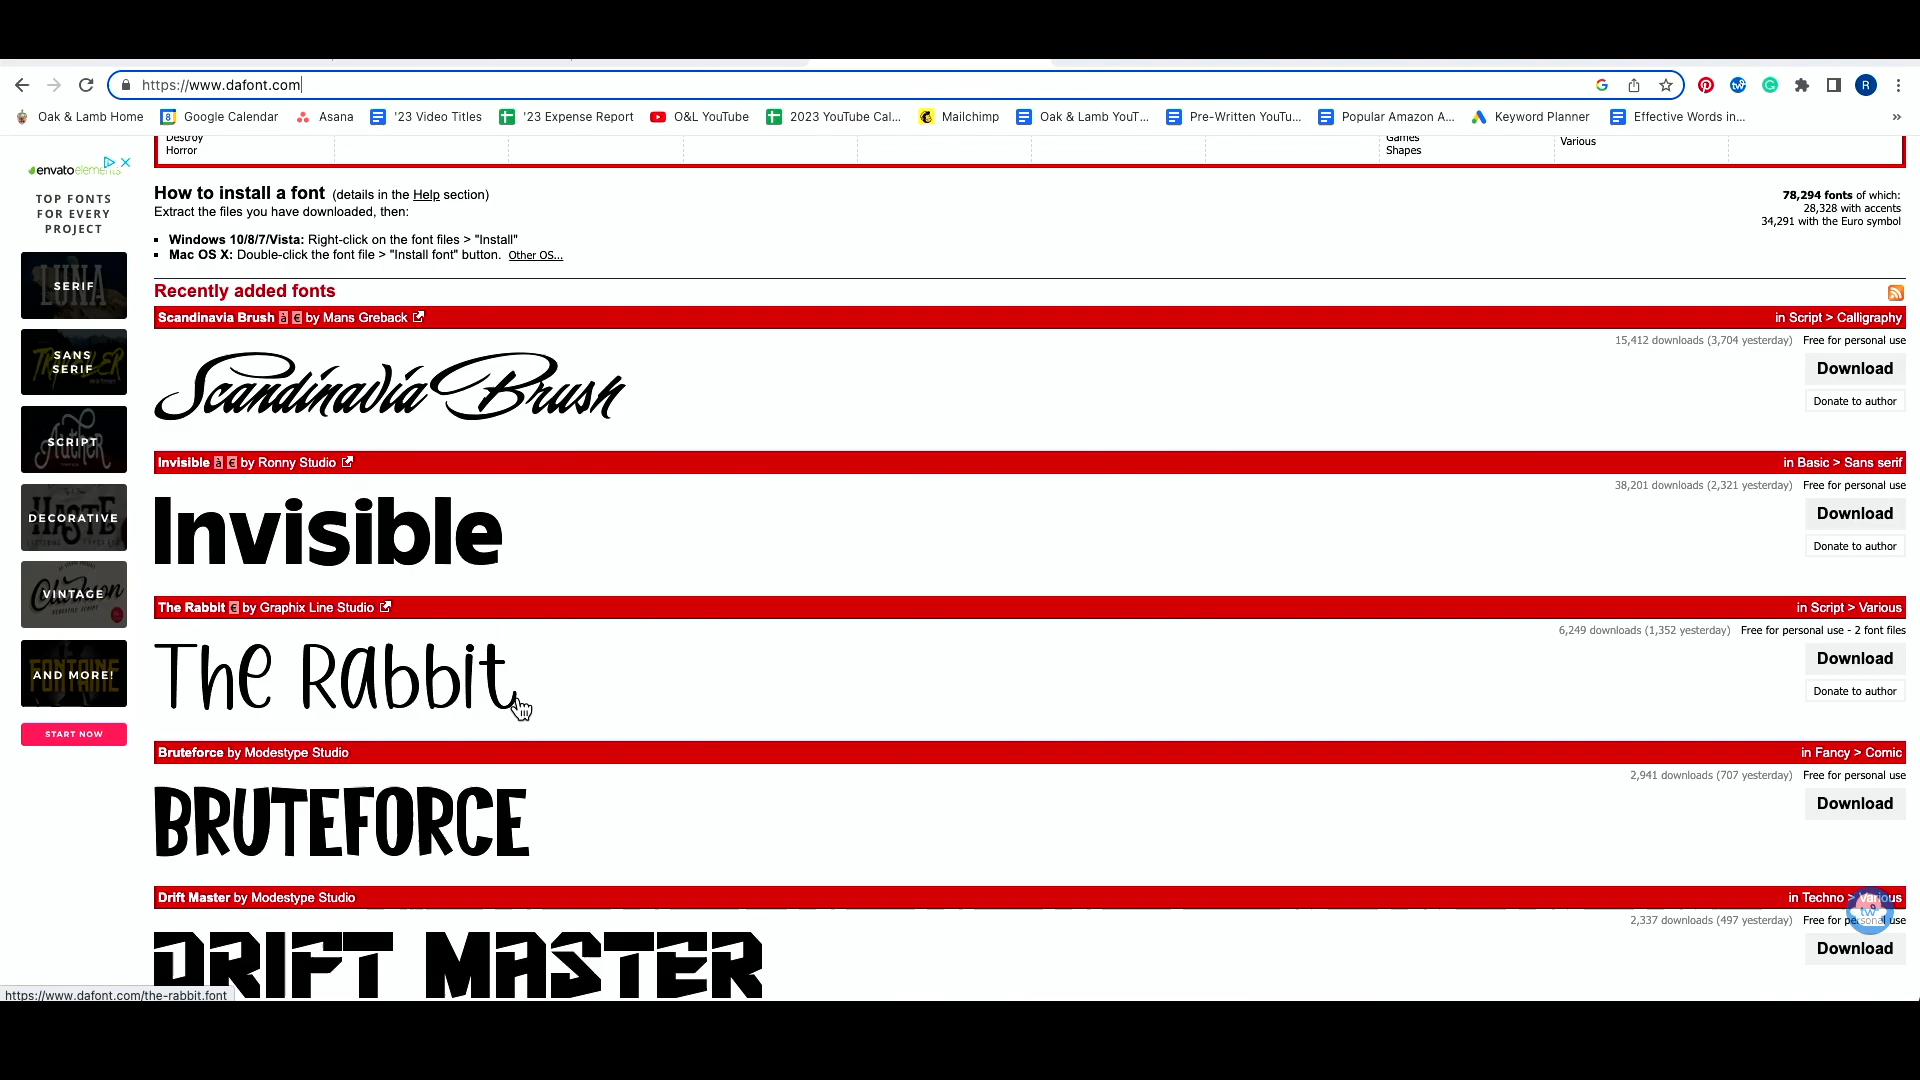 https://www.dafont.com
Oak & Lamb Home
Google Calendar
Asana
'23 Video Titles
'23 Expense Report
O&L YouTube
2023 YouTube Cal...
Mailchimp
Oak & Lamb YouT...
Pre-Written YouTu...
Popular Amazon A...
Keyword Planner
Effective Words in...
»
R
Destroy
Horror
Games
Shapes
Various
envatoelements
TOP FONTS
FOR EVERY
PROJECT
SERIF
SANS
SERIF
SCRIPT
DECORATIVE
VINTAGE
AND MORE!
START NOW
How to install a font (details in the Help section)
Extract the files you have downloaded, then:
Windows 10/8/7/Vista: Right-click on the font files > "Install"
Mac OS X: Double-click the font file > "Install font" button. Other OS...
78,294 fonts of which:
28,328 with accents
34,291 with the Euro symbol
Recently added fonts
Scandinavia Brush à € by Mans Greback
in Script > Calligraphy
15,412 downloads (3,704 yesterday) Free for personal use
Scandinavia Brush
Download
Donate to author
Invisible à € by Ronny Studio
in Basic > Sans serif
38,201 downloads (2,321 yesterday) Free for personal use
Invisible
Download
Donate to author
The Rabbit € by Graphix Line Studio
in Script > Various
6,249 downloads (1,352 yesterday) Free for personal use - 2 font files
The Rabbit
Download
Donate to author
Bruteforce by Modestype Studio
in Fancy > Comic
2,941 downloads (707 yesterday) Free for personal use
BRUTEFORCE
Download
Drift Master by Modestype Studio
in Techno > Various
2,337 downloads (497 yesterday) Free for personal use
DRIFT MASTER
Download
https://www.dafont.com/the-rabbit.font